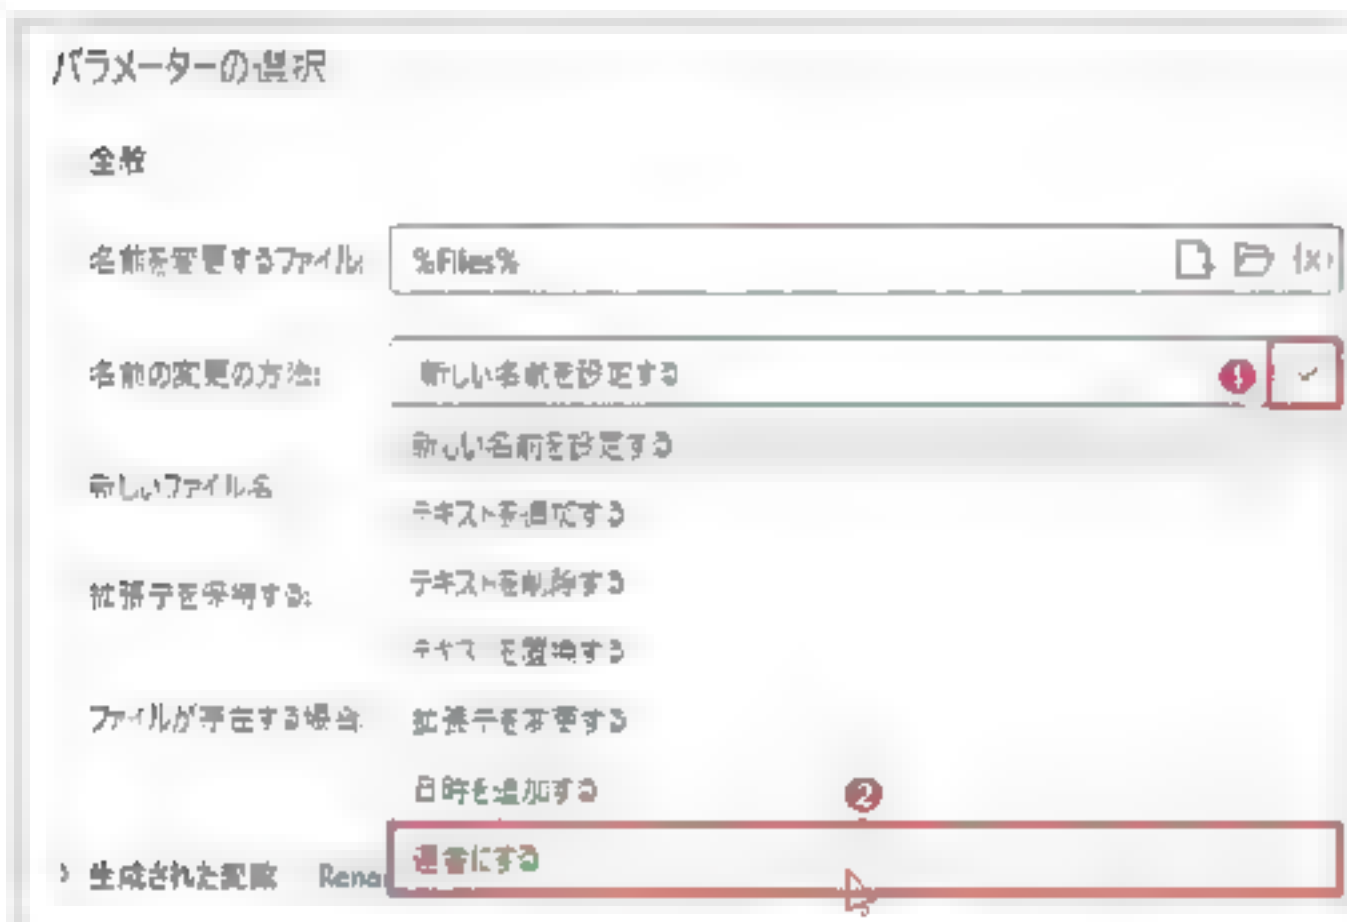 パラメーターの選択
全般
名前を変更するファイル: %Files% {x}
名前の変更の方法: 新しい名前を設定する 1
新しい名前を設定する
新しいファイル名
テキストを追加する
拡張子を保持する: テキストを削除する
テキストを置換する
ファイルが存在する場合: 拡張子を変更する
日時を追加する 2
連番にする
生成された変数